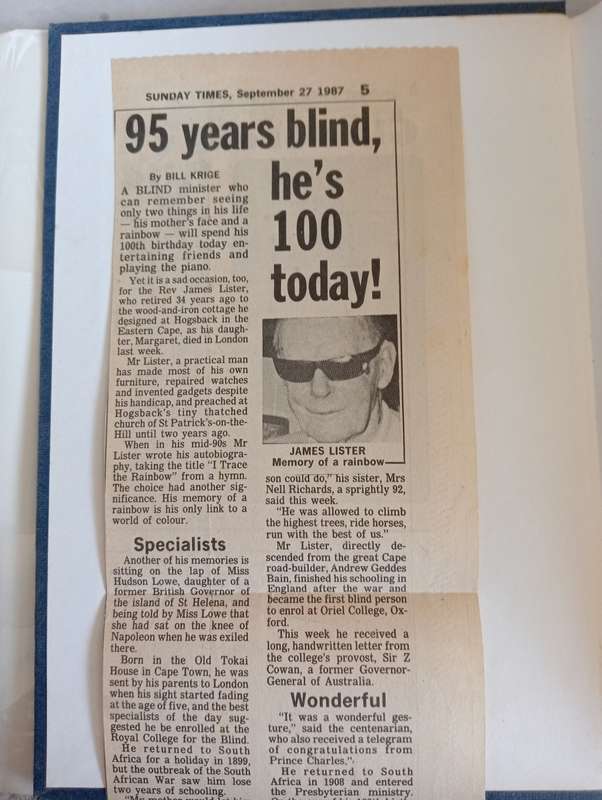 SUNDAY TIMES, September 27 1987 5
95 years blind,
he's
100
today!
By BILL KRIGE
A BLIND minister who
can remember seeing
only two things in his life
— his mother's face and a
rainbow — will spend his
100th birthday today en-
tertaining friends and
playing the piano.
Yet it is a sad occasion, too,
for the Rev James Lister,
who retired 34 years ago to
the wood-and-iron cottage he
designed at Hogsback in the
Eastern Cape, as his daugh-
ter, Margaret, died in London
last week.
Mr Lister, a practical man
has made most of his own
furniture, repaired watches
and invented gadgets despite
his handicap, and preached at
Hogsback's tiny thatched
church of St Patrick's-on-the-
Hill until two years ago.
When in his mid-90s Mr
Lister wrote his autobiogra-
phy, taking the title "I Trace
the Rainbow" from a hymn.
The choice had another sig-
nificance. His memory of a
rainbow is his only link to a
world of colour.
Specialists
Another of his memories is
sitting on the lap of Miss
Hudson Lowe, daughter of a
former British Governor of
the island of St Helena, and
being told by Miss Lowe that
she had sat on the knee of
Napoleon when he was exiled
there.
Born in the Old Tokai
House in Cape Town, he was
sent by his parents to London
when his sight started fading
at the age of five, and the best
specialists of the day sug-
gested he be enrolled at the
Royal College for the Blind.
He returned to South
Africa for a holiday in 1899,
but the outbreak of the South
African War saw him lose
two years of schooling.
JAMES LISTER
Memory of a rainbow
son could do," his sister, Mrs
Nell Richards, a sprightly 92,
said this week.
"He was allowed to climb
the highest trees, ride horses,
run with the best of us."
Mr Lister, directly de-
scended from the great Cape
road-builder, Andrew Geddes
Bain, finished his schooling in
England after the war and
became the first blind person
to enrol at Oriel College, Ox-
ford.
This week he received a
long, handwritten letter from
the college's provost, Sir Z
Cowan, a former Governor-
General of Australia.
Wonderful
"It was a wonderful ges-
ture," said the centenarian,
who also received a telegram
of congratulations from
Prince Charles.
He returned to South
Africa in 1908 and entered
the Presbyterian ministry.